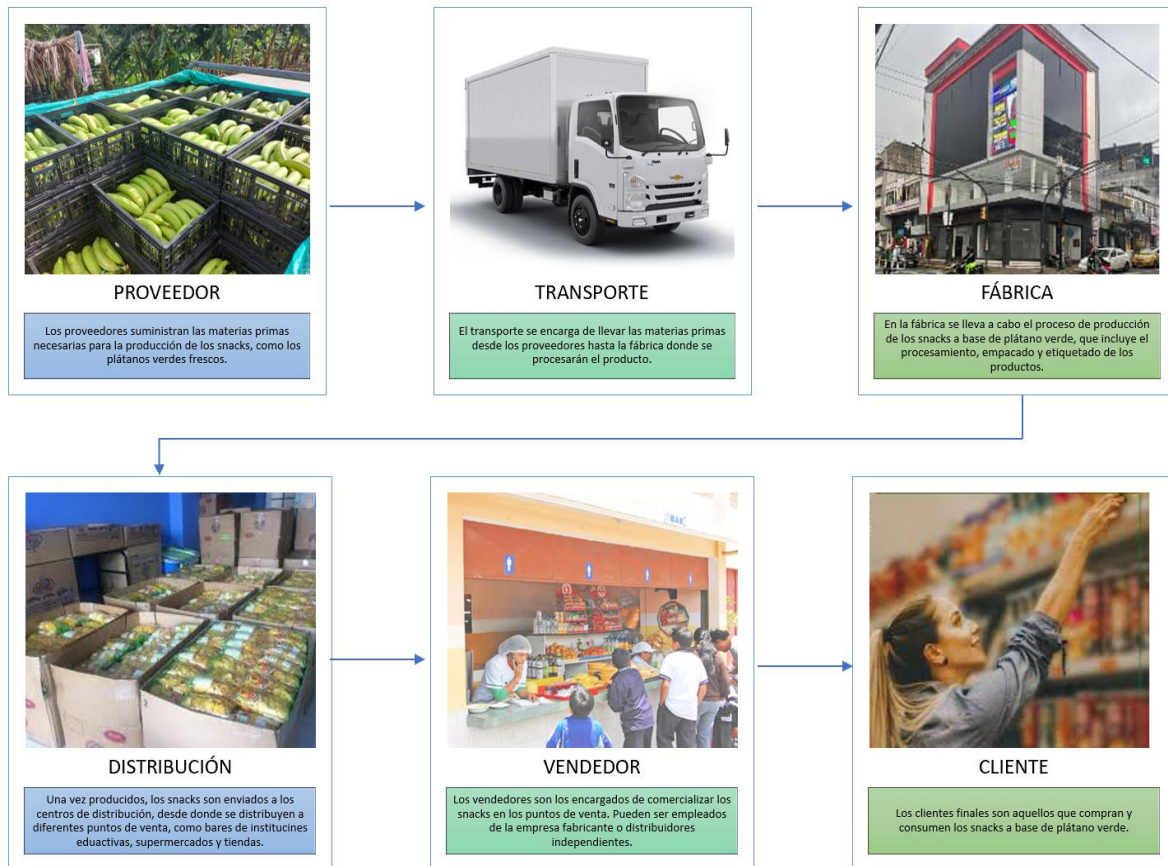 PROVEEDOR
Los proveedores suministran las materias primas
necesarias para la producción de los snacks, como los
plátanos verdes frescos.
TRANSPORTE
El transporte se encarga de llevar las materias primas
desde los proveedores hasta la fábrica donde se
procesarán el producto.
FÁBRICA
En la fábrica se lleva a cabo el proceso de producción
de los snacks a base de plátano verde, que incluye el
procesamiento, empacado y etiquetado de los
productos.
DISTRIBUCIÓN
Una vez producidos, los snacks son enviados a los
centros de distribución, desde donde se distribuyen a
diferentes puntos de venta, como bares de institucines
eduactivas, supermercados y tiendas.
VENDEDOR
Los vendedores son los encargados de comercializar los
snacks en los puntos de venta. Pueden ser empleados
de la empresa fabricante o distribuidores
independientes.
CLIENTE
Los clientes finales son aquellos que compran y
consumen los snacks a base de plátano verde.